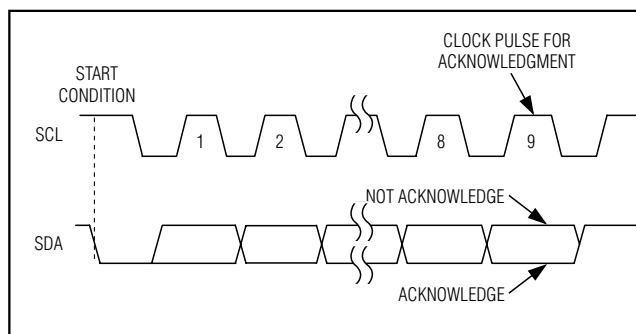 CLOCK PULSE FOR
ACKNOWLEDGMENT
START
CONDITION
SCL
1
2
8
9
NOT ACKNOWLEDGE
SDA
ACKNOWLEDGE